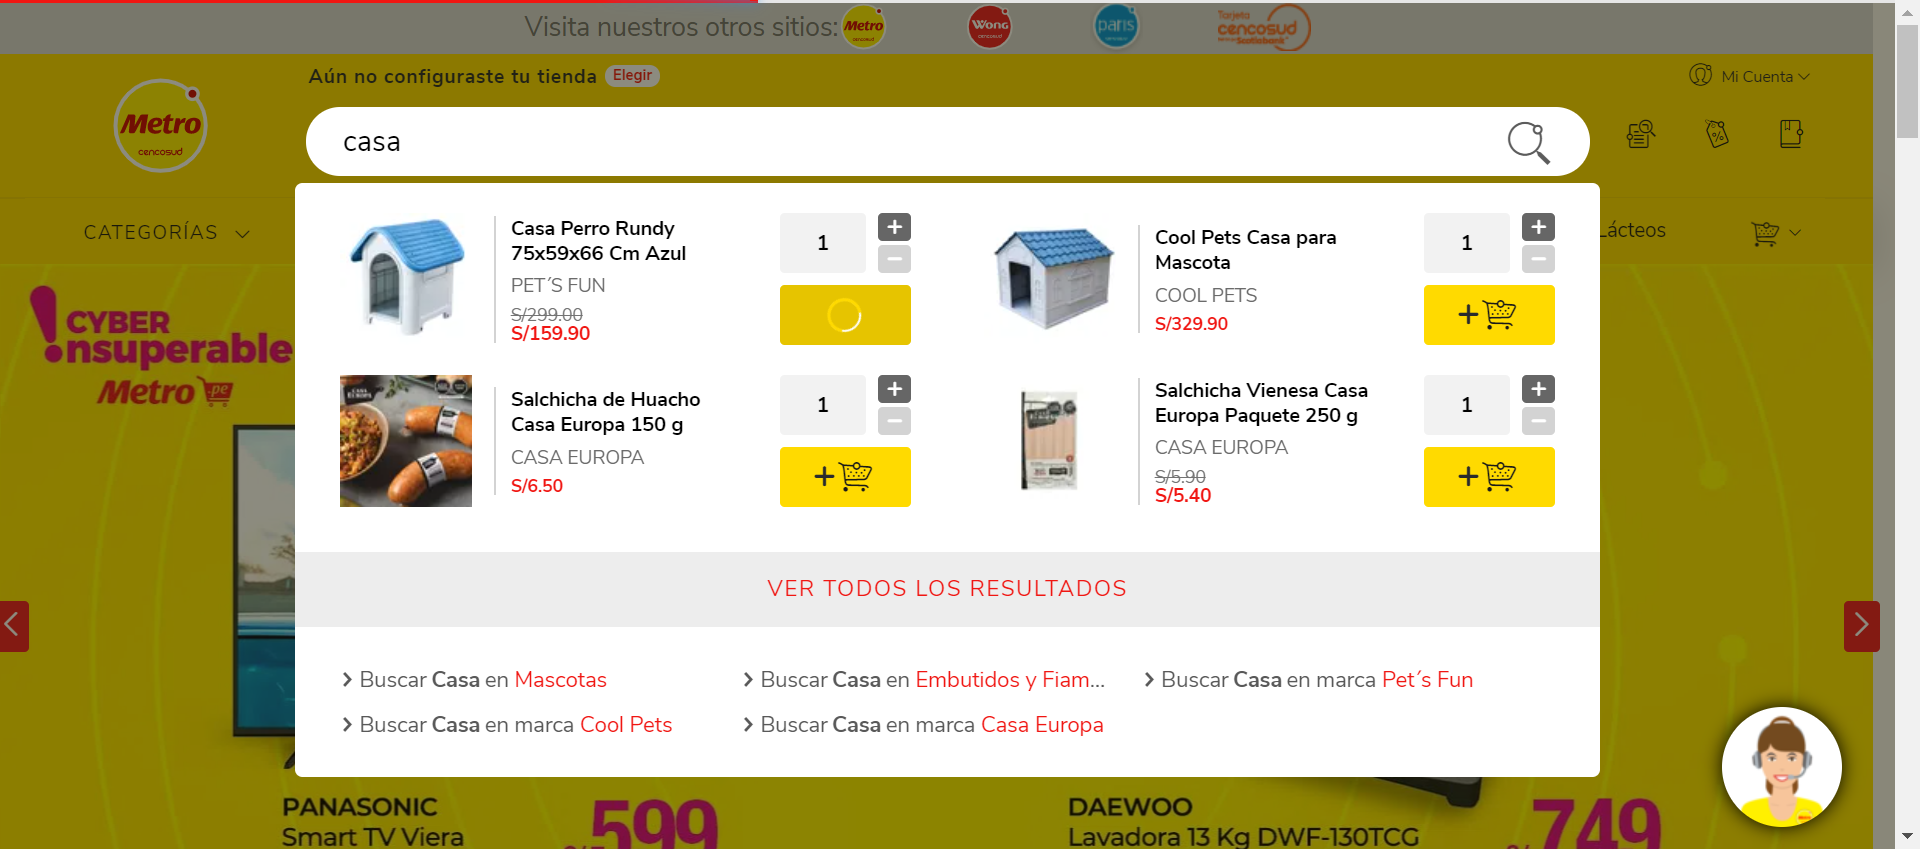 Visita nuestros otros sitios:
Metro
cencosud
Wong
cencosud
paris
cencosud
Tarjeta
cencosud
Scotiabank
Aún no configuraste tu tienda Elegir
Mi Cuenta
Metro
cencosud
casa
CATEGORÍAS
Lácteos
Casa Perro Rundy
75x59x66 Cm Azul
PET´S FUN
S/299.00
S/159.90
1
+
−
Cool Pets Casa para
Mascota
COOL PETS
S/329.90
1
+
−
+
Salchicha de Huacho
Casa Europa 150 g
CASA EUROPA
S/6.50
1
+
−
+
Salchicha Vienesa Casa
Europa Paquete 250 g
CASA EUROPA
S/5.90
S/5.40
1
+
−
+
CYBER
!nsuperable
Metro pe
VER TODOS LOS RESULTADOS
Buscar Casa en Mascotas
Buscar Casa en Embutidos y Fiam...
Buscar Casa en marca Pet´s Fun
Buscar Casa en marca Cool Pets
Buscar Casa en marca Casa Europa
PANASONIC
Smart TV Viera
599
DAEWOO
Lavadora 13 Kg DWF-130TCG
749